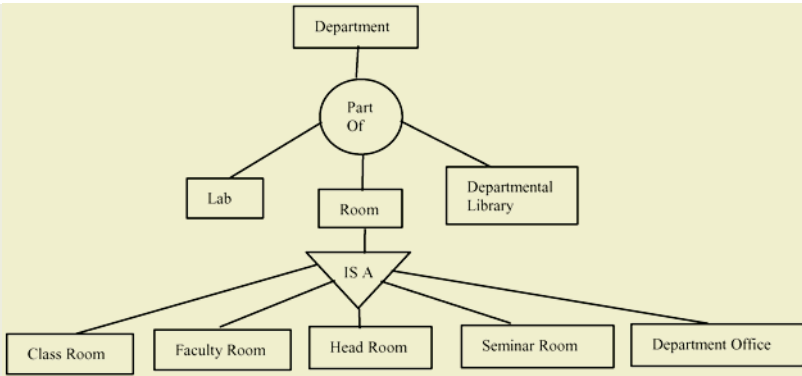 Department
Part
Of
Lab
Room
Departmental
Library
IS A
Class Room
Faculty Room
Head Room
Seminar Room
Department Office